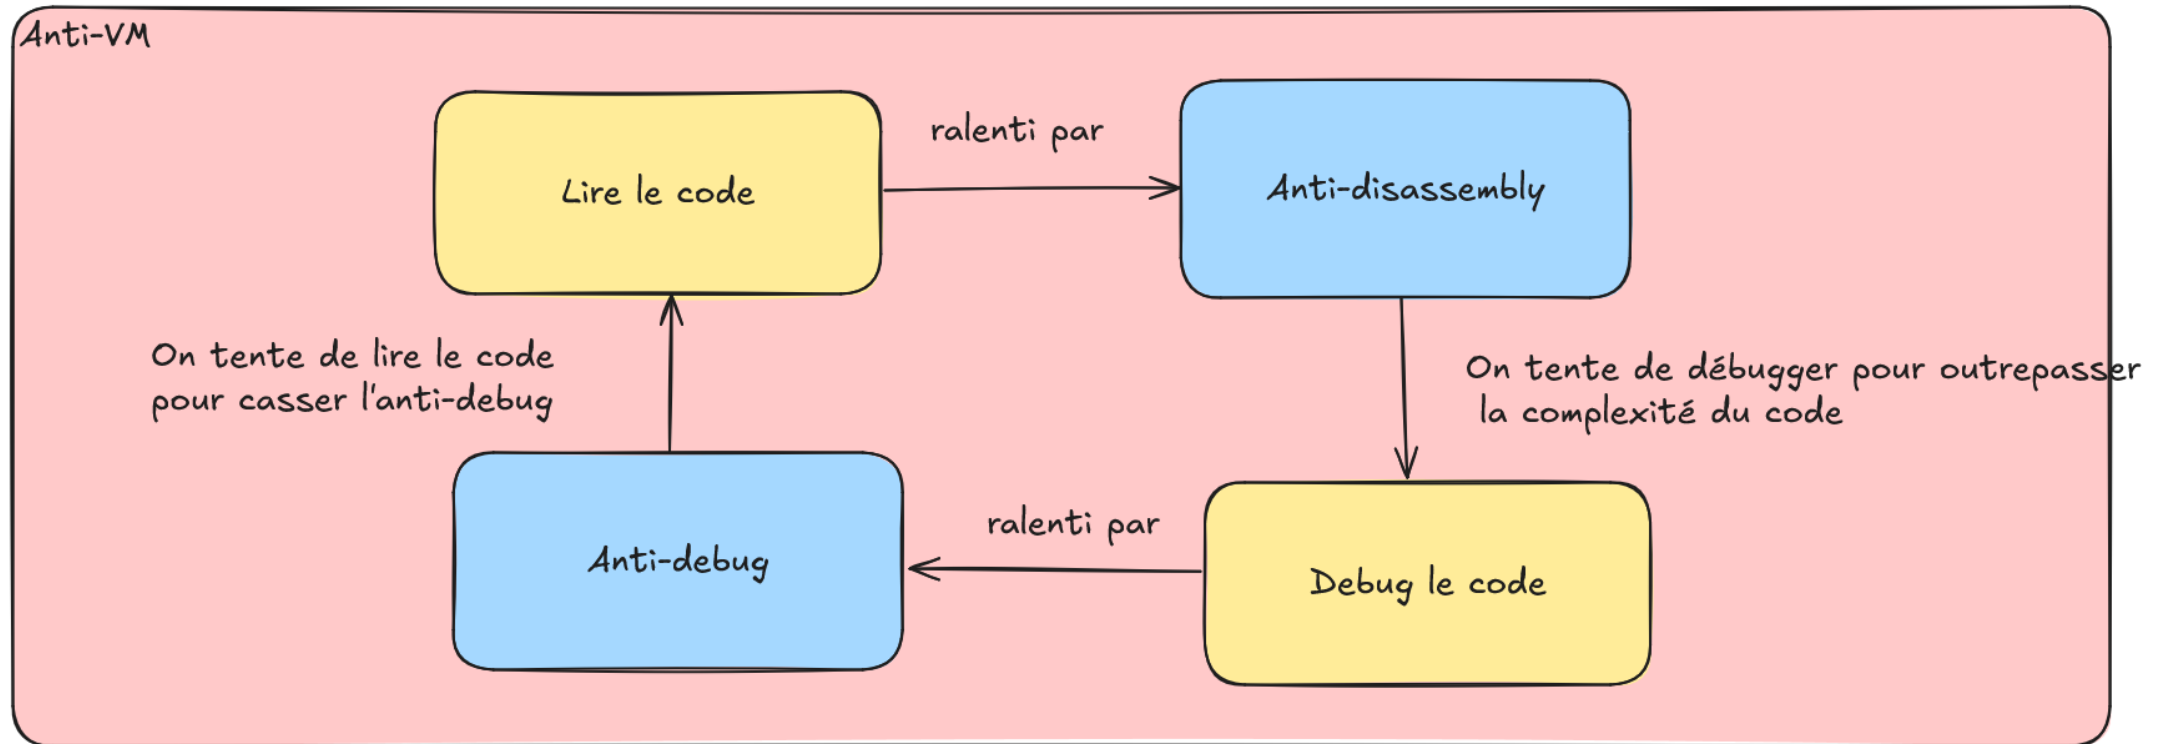 Anti-VM
Lire le code
ralenti par
Anti-disassembly
On tente de lire le code
pour casser l'anti-debug
On tente de débugger pour outrepasser
la complexité du code
Anti-debug
ralenti par
Debug le code